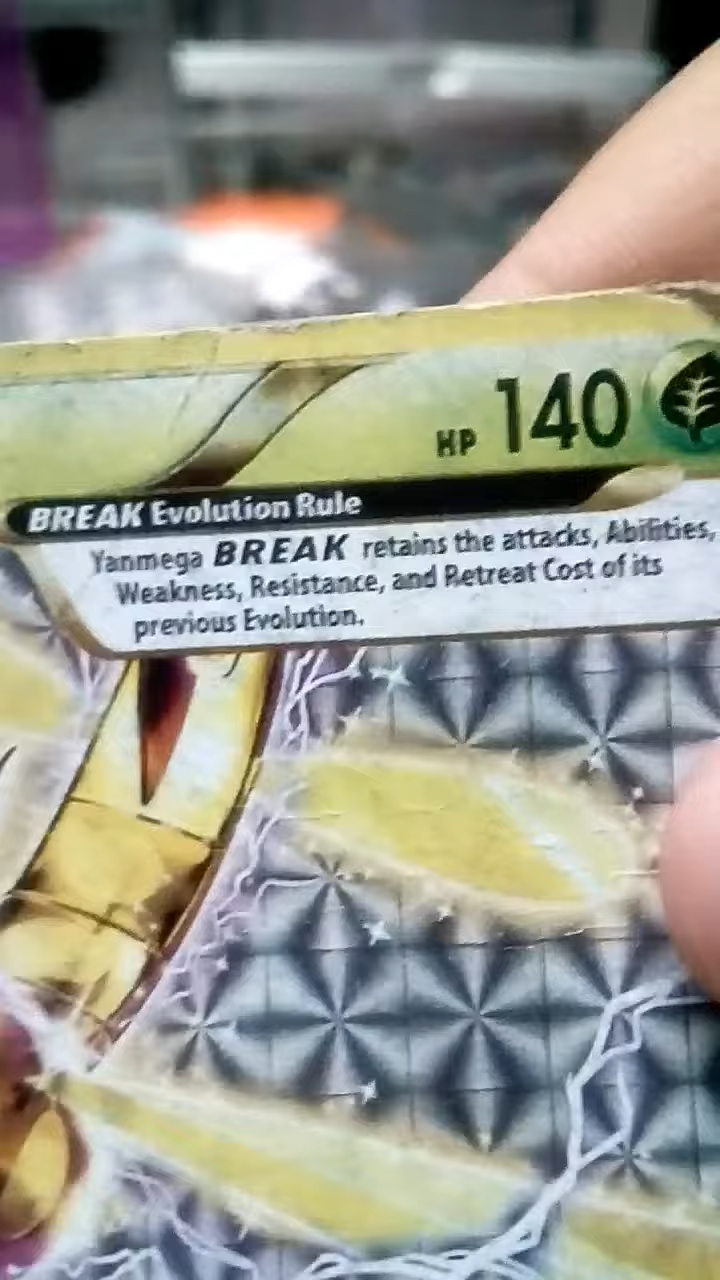 HP 140
BREAK Evolution Rule
Yanmega BREAK retains the attacks, Abilities,
Weakness, Resistance, and Retreat Cost of its
previous Evolution.